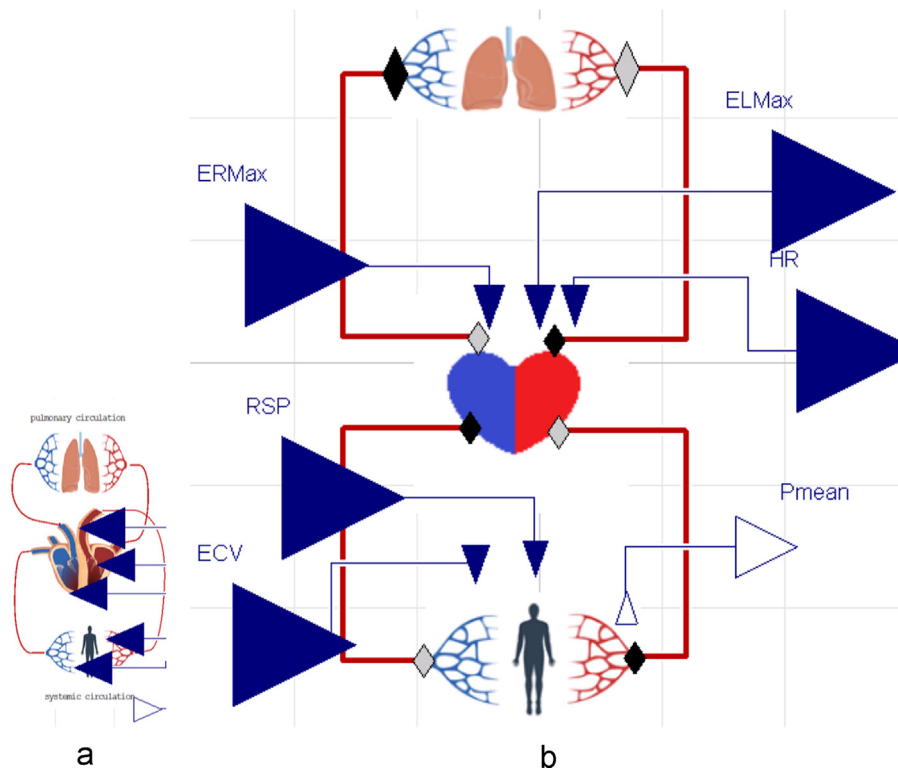 ELMax
ERMax
HR
RSP
pulmonary circulation
Pmean
ECV
systemic circulation
a
b